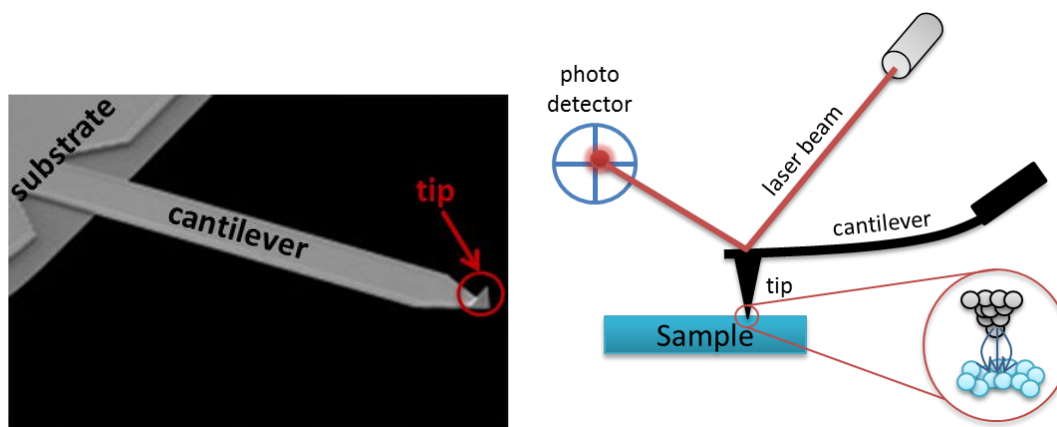 substrate
cantilever
tip
photo
detector
laser beam
cantilever
tip
Sample